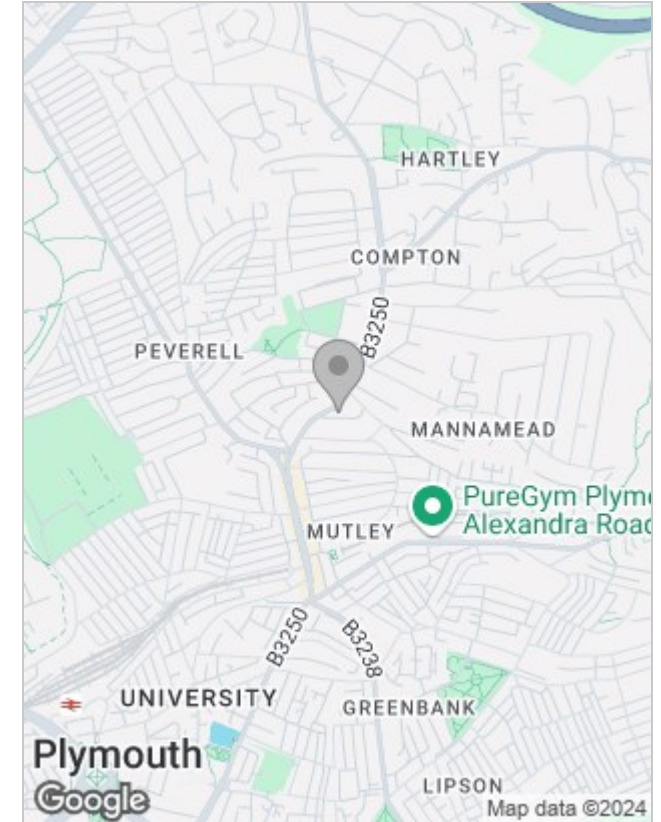 HARTLEY
COMPTON
B3250
PEVERELL
MANNAMEAD
PureGym Plym
Alexandra Road
MUTLEY
B3250
B3238
UNIVERSITY
GREENBANK
Plymouth
LIPSON
Google
Map data ©2024